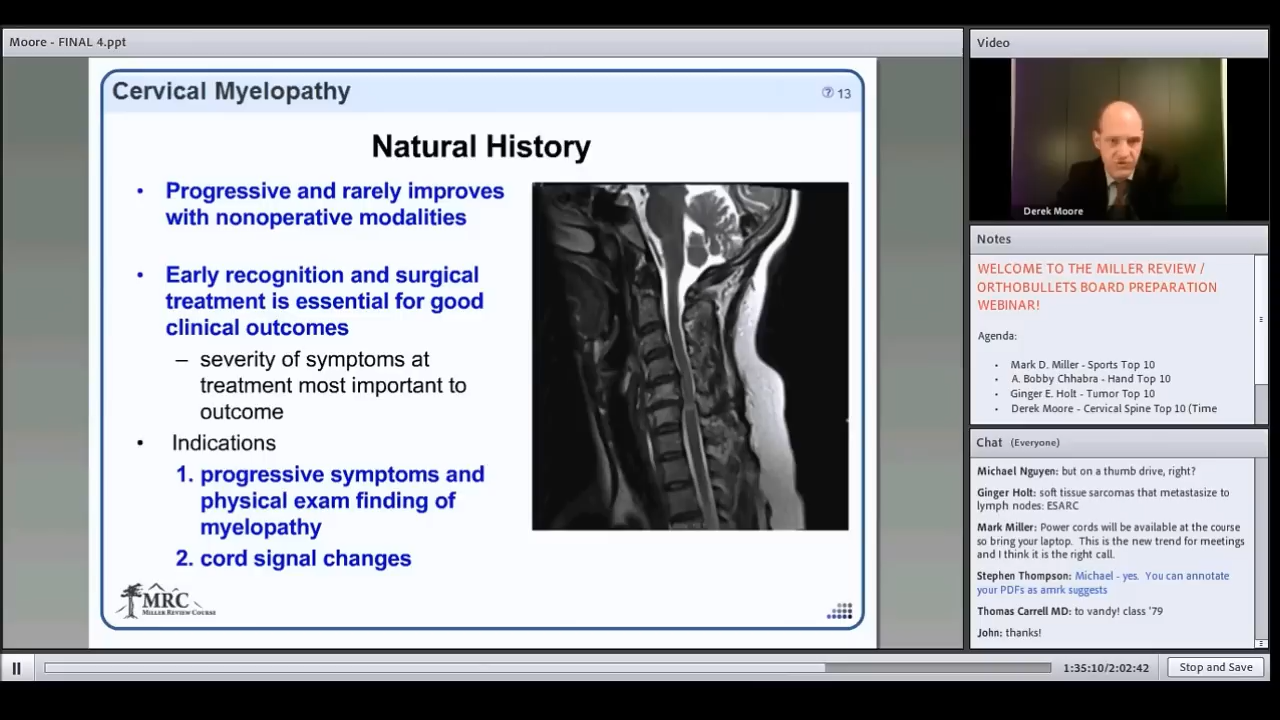 Moore - FINAL 4.ppt
Cervical Myelopathy
? 13
Natural History
• Progressive and rarely improves
with nonoperative modalities
• Early recognition and surgical
treatment is essential for good
clinical outcomes
– severity of symptoms at
treatment most important to
outcome
• Indications
1. progressive symptoms and
physical exam finding of
myelopathy
2. cord signal changes
MRC
MILLER REVIEW COURSE
Video
Derek Moore
Notes
WELCOME TO THE MILLER REVIEW /
ORTHOBULLETS BOARD PREPARATION
WEBINAR!
Agenda:
• Mark D. Miller - Sports Top 10
• A. Bobby Chhabra - Hand Top 10
• Ginger E. Holt - Tumor Top 10
• Derek Moore - Cervical Spine Top 10 (Time
Chat (Everyone)
Michael Nguyen: but on a thumb drive, right?
Ginger Holt: soft tissue sarcomas that metastasize to
lymph nodes: ESARC
Mark Miller: Power cords will be available at the course
so bring your laptop. This is the new trend for meetings
and I think it is the right call.
Stephen Thompson: Michael - yes. You can annotate
your PDFs as amrk suggests
Thomas Carrell MD: to vandy! class '79
John: thanks!
1:35:10/2:02:42
Stop and Save